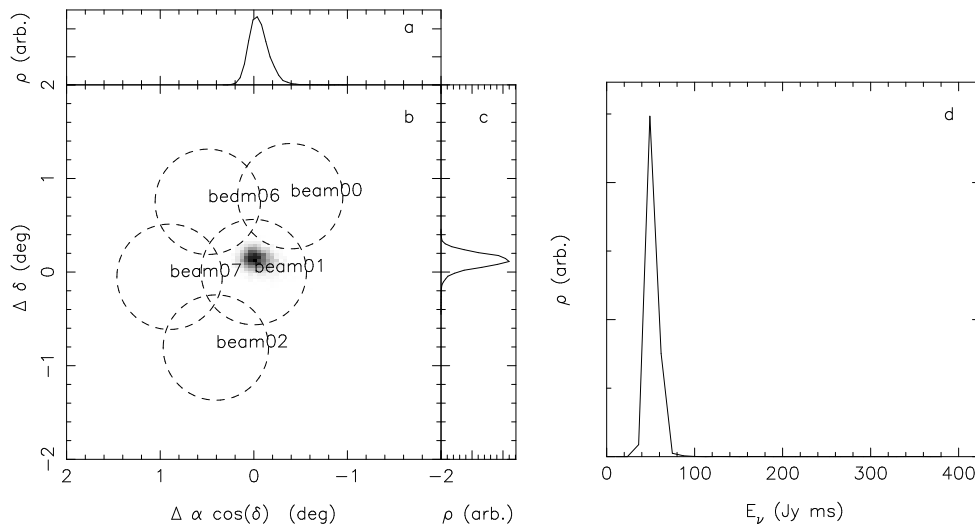 ρ (arb.)
a
2
b
c
d
beam06
beam00
beam07
beam01
beam02
Δ δ (deg)
1
0
−1
−2
2
1
0
−1
−2
Δ α cos(δ) (deg)
ρ (arb.)
ρ (arb.)
0
100
200
300
400
E_ν (Jy ms)